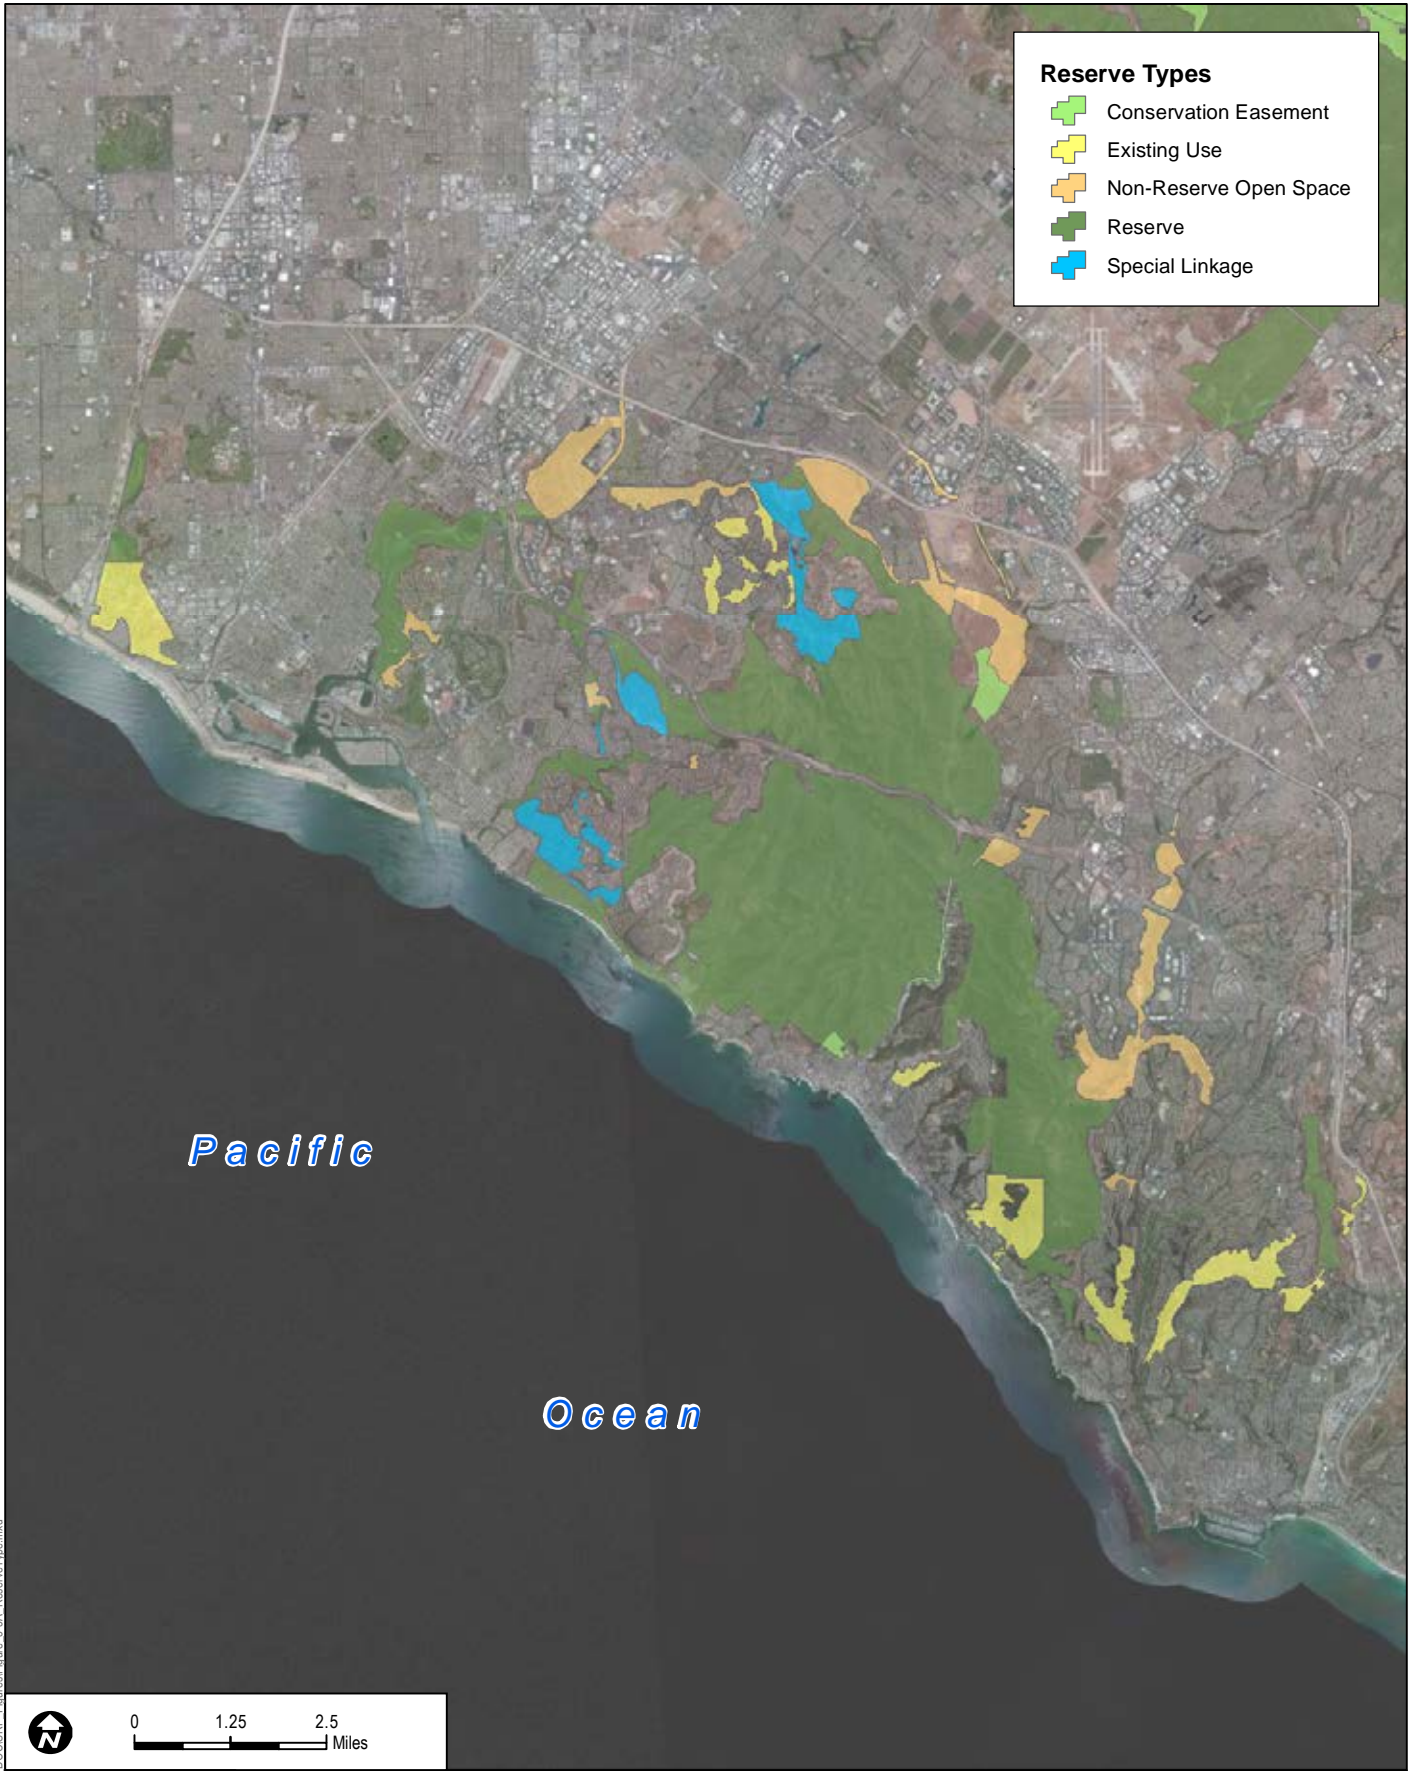 Reserve Types
Conservation Easement
Existing Use
Non-Reserve Open Space
Reserve
Special Linkage
Pacific
Ocean
N
0 1.25 2.5
Miles